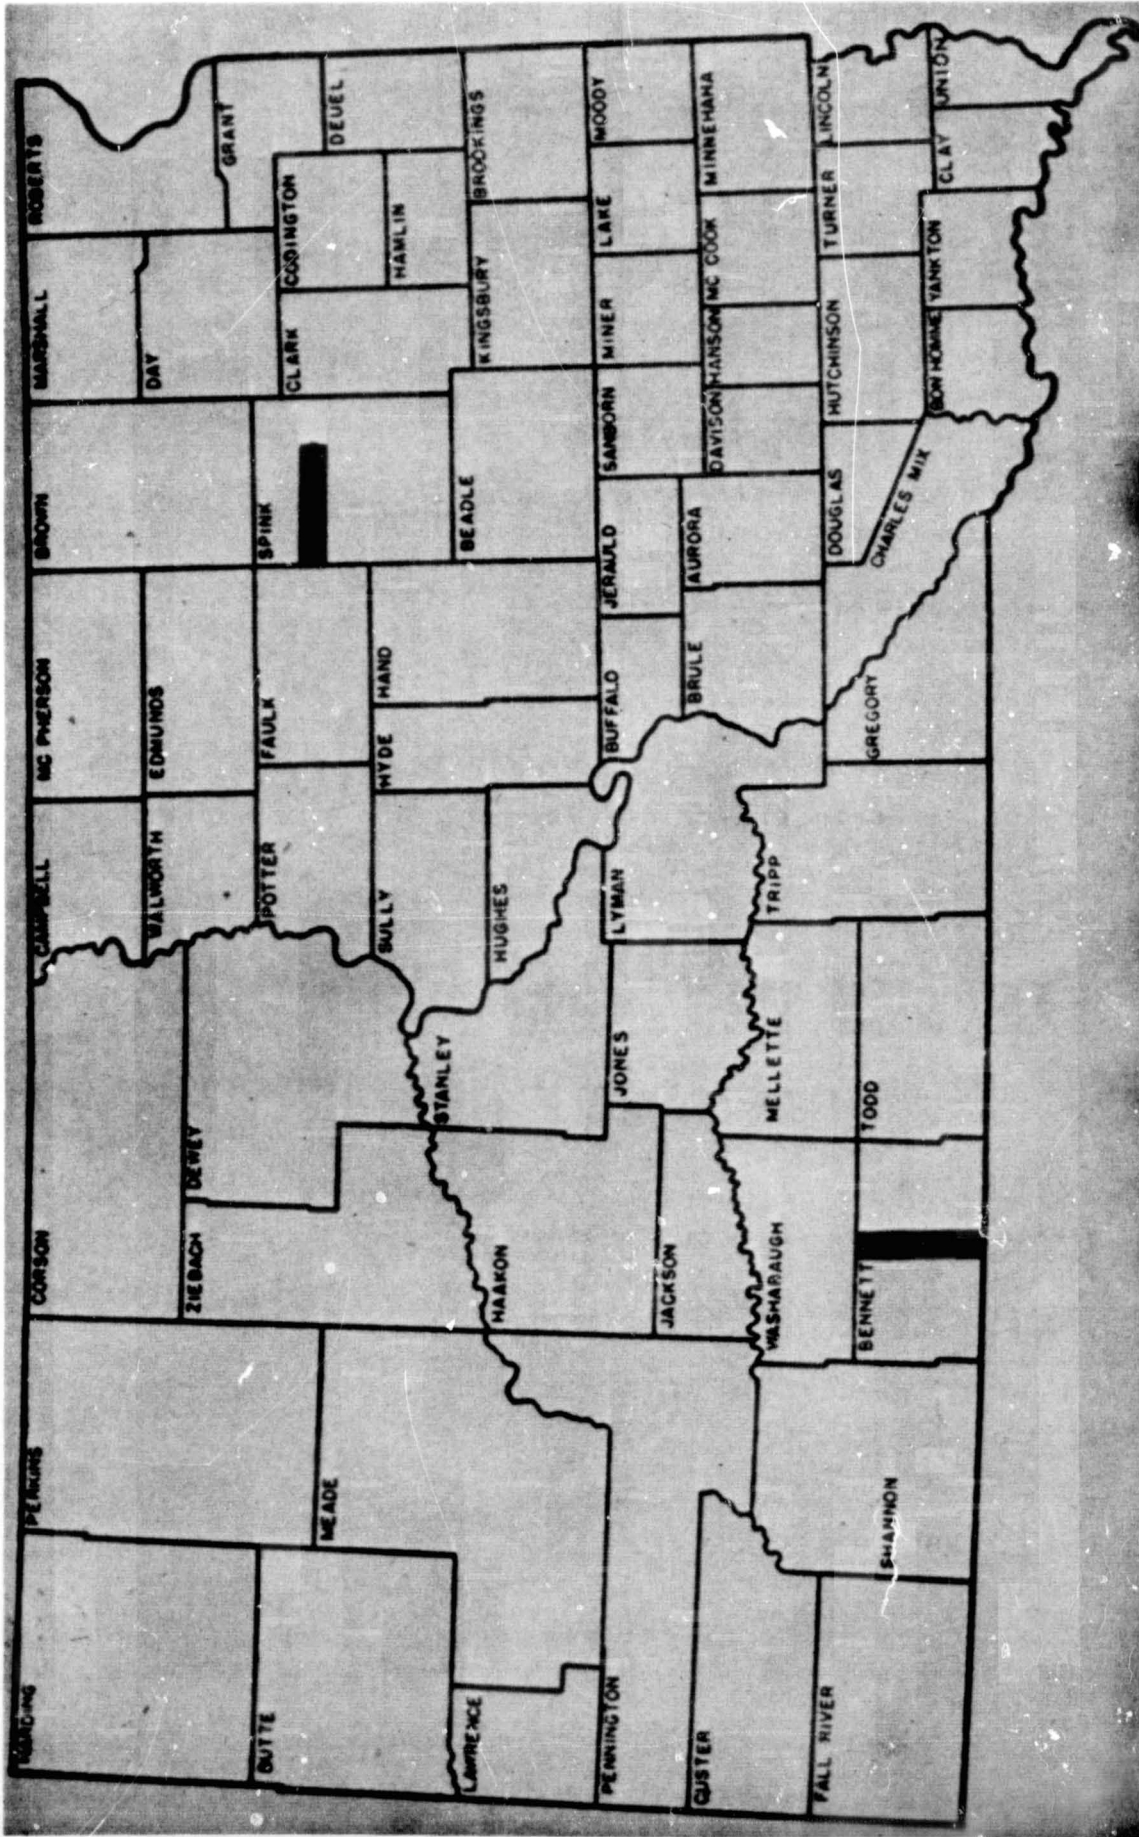 HARDING
PERKINS
CORSON
CAMPBELL
MC PHERSON
BROWN
MARSHALL
ROBERTS
WALWORTH
EDMUNDS
DAY
ZIEBACH
DEWEY
GRANT
BUTTE
MEADE
POTTER
FAULK
SPINK
CLARK
CODINGTON
DEUEL
HAMLIN
SULLY
HYDE
HAND
STANLEY
LAWRENCE
HAAKON
HUGHES
BEADLE
KINGSBURY
BROOKINGS
PENNINGTON
JONES
LYMAN
BUFFALO
JERAULD
SANBORN
MINER
LAKE
MOODY
JACKSON
BRULE
AURORA
DAVISON
HANSON
MC COOK
MINNEHAHA
CUSTER
WASHABAUGH
MELLETTE
TRIPP
FALL RIVER
SHANNON
BENNETT
TODD
GREGORY
CHARLES MIX
DOUGLAS
HUTCHINSON
TURNER
LINCOLN
BON HOMME
YANKTON
CLAY
UNION